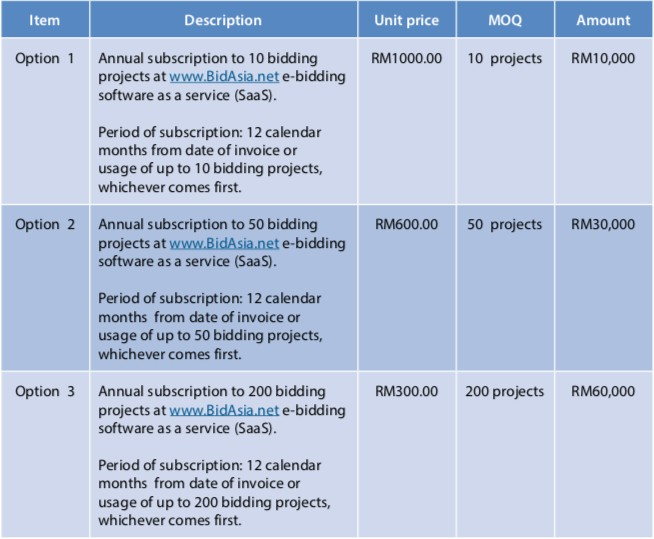 Item Description Unit price MOQ Amount
Option 1 Annual subscription to 10 bidding RM1000.00 10 projects RM10,000
projects at www.BidAsia.net e-bidding
software as a service (SaaS).
Period of subscription: 12 calendar
months from date of invoice or
usage of up to 10 bidding projects,
whichever comes first.
Option 2 Annual subscription to 50 bidding RM600.00 50 projects RM30,000
projects at www.BidAsia.net e-bidding
software as a service (SaaS).
Period of subscription: 12 calendar
months from date of invoice or
usage of up to 50 bidding projects,
whichever comes first.
Option 3 Annual subscription to 200 bidding RM300.00 200 projects RM60,000
projects at www.BidAsia.net e-bidding
software as a service (SaaS).
Period of subscription: 12 calendar
months from date of invoice or
usage of up to 200 bidding projects,
whichever comes first.